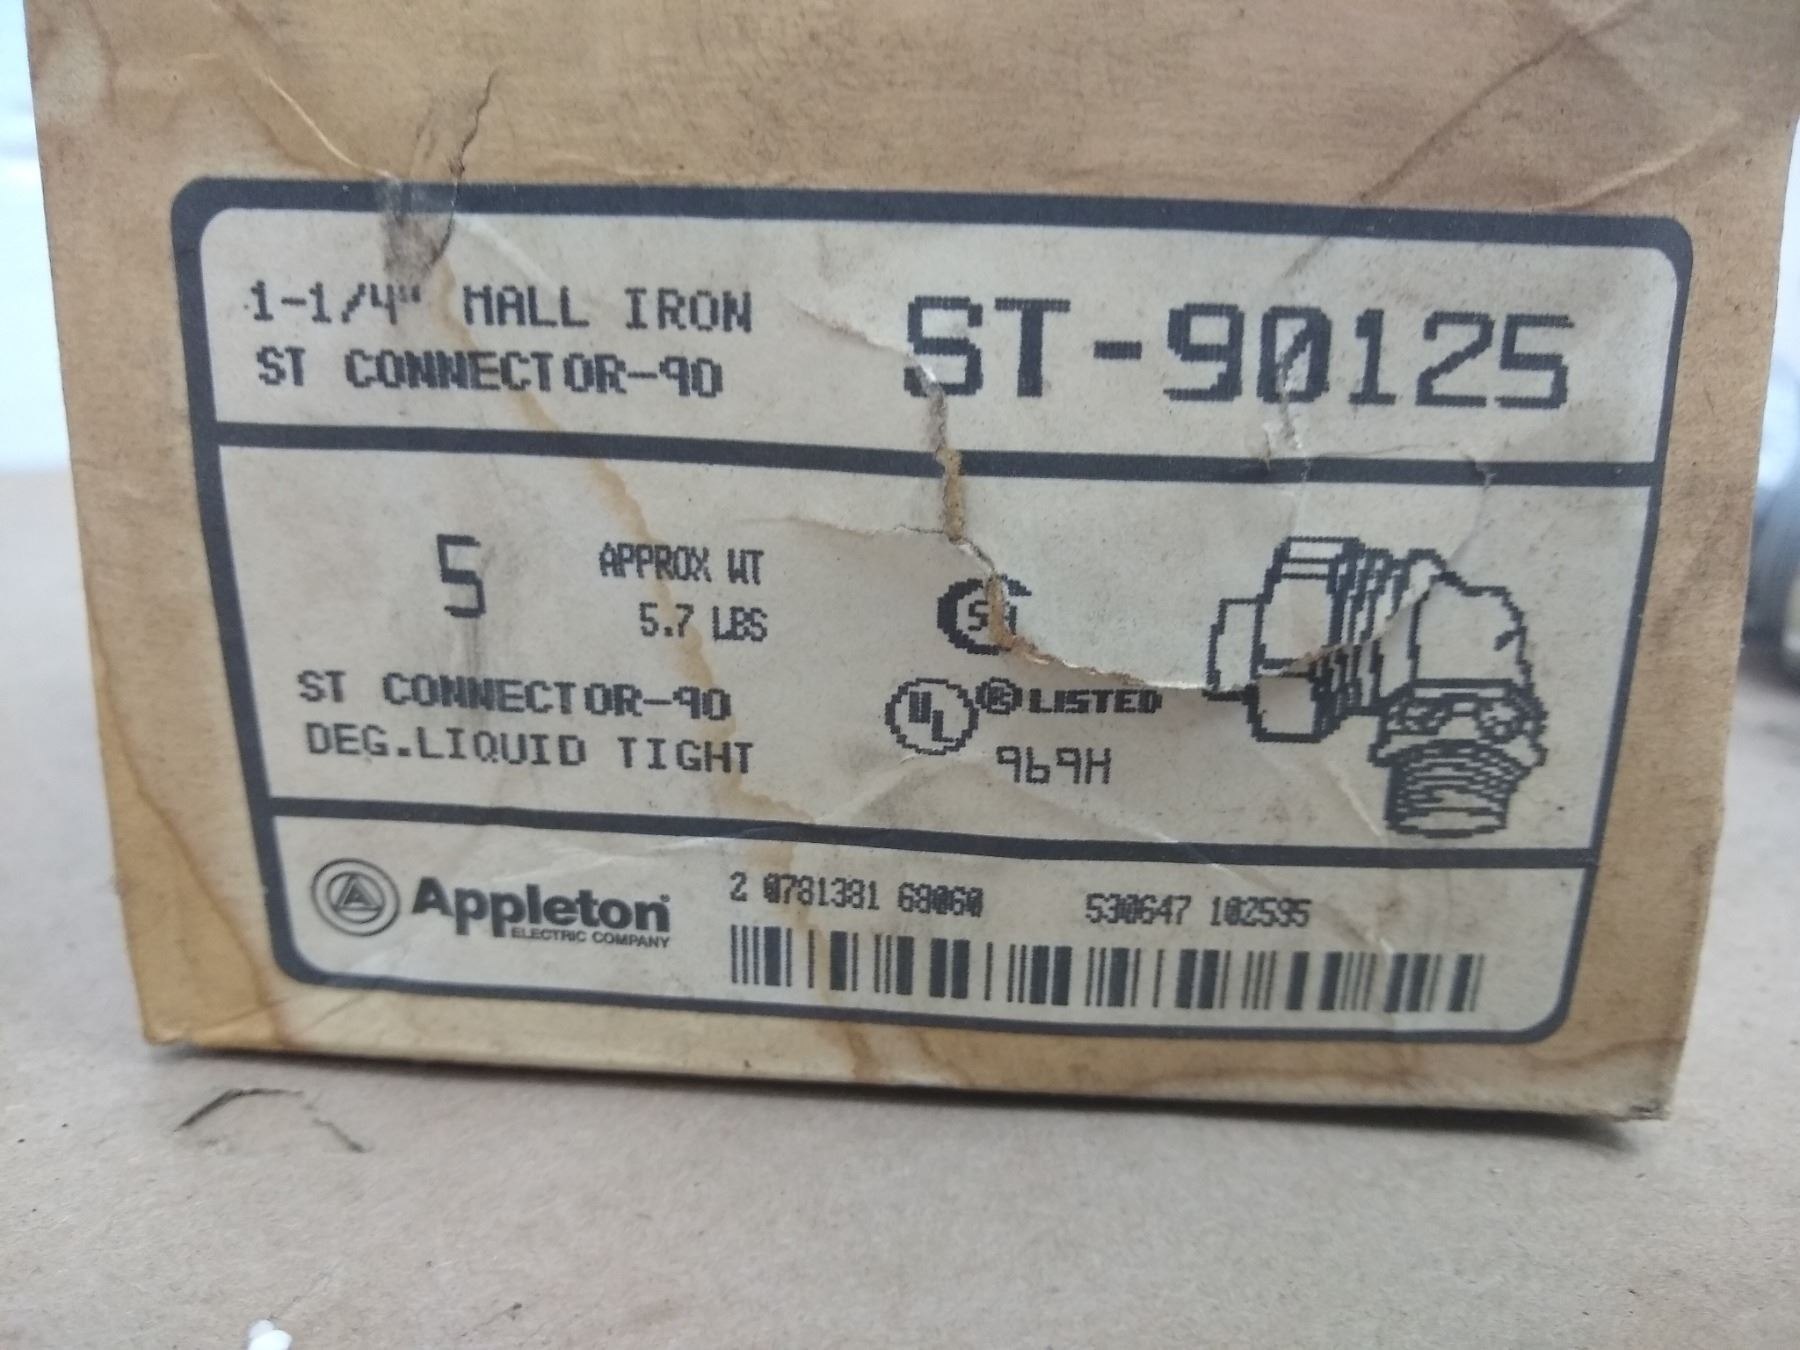 1-1/4" MALL IRON
ST CONNECTOR-90
ST-90125
5
APPROX WT
5.7 LBS
ST CONNECTOR-90
DEG.LIQUID TIGHT
UL ® LISTED
969H
Appleton
ELECTRIC COMPANY
2 0781381 68060
530647 102595